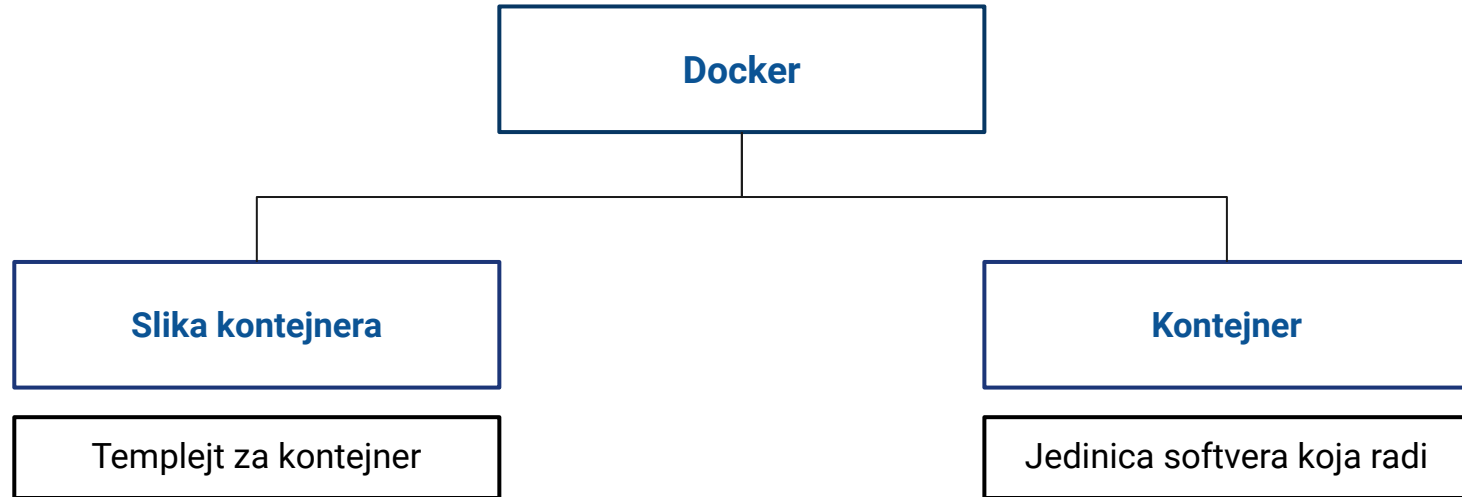 Docker
Slika kontejnera
Kontejner
Templejt za kontejner
Jedinica softvera koja radi